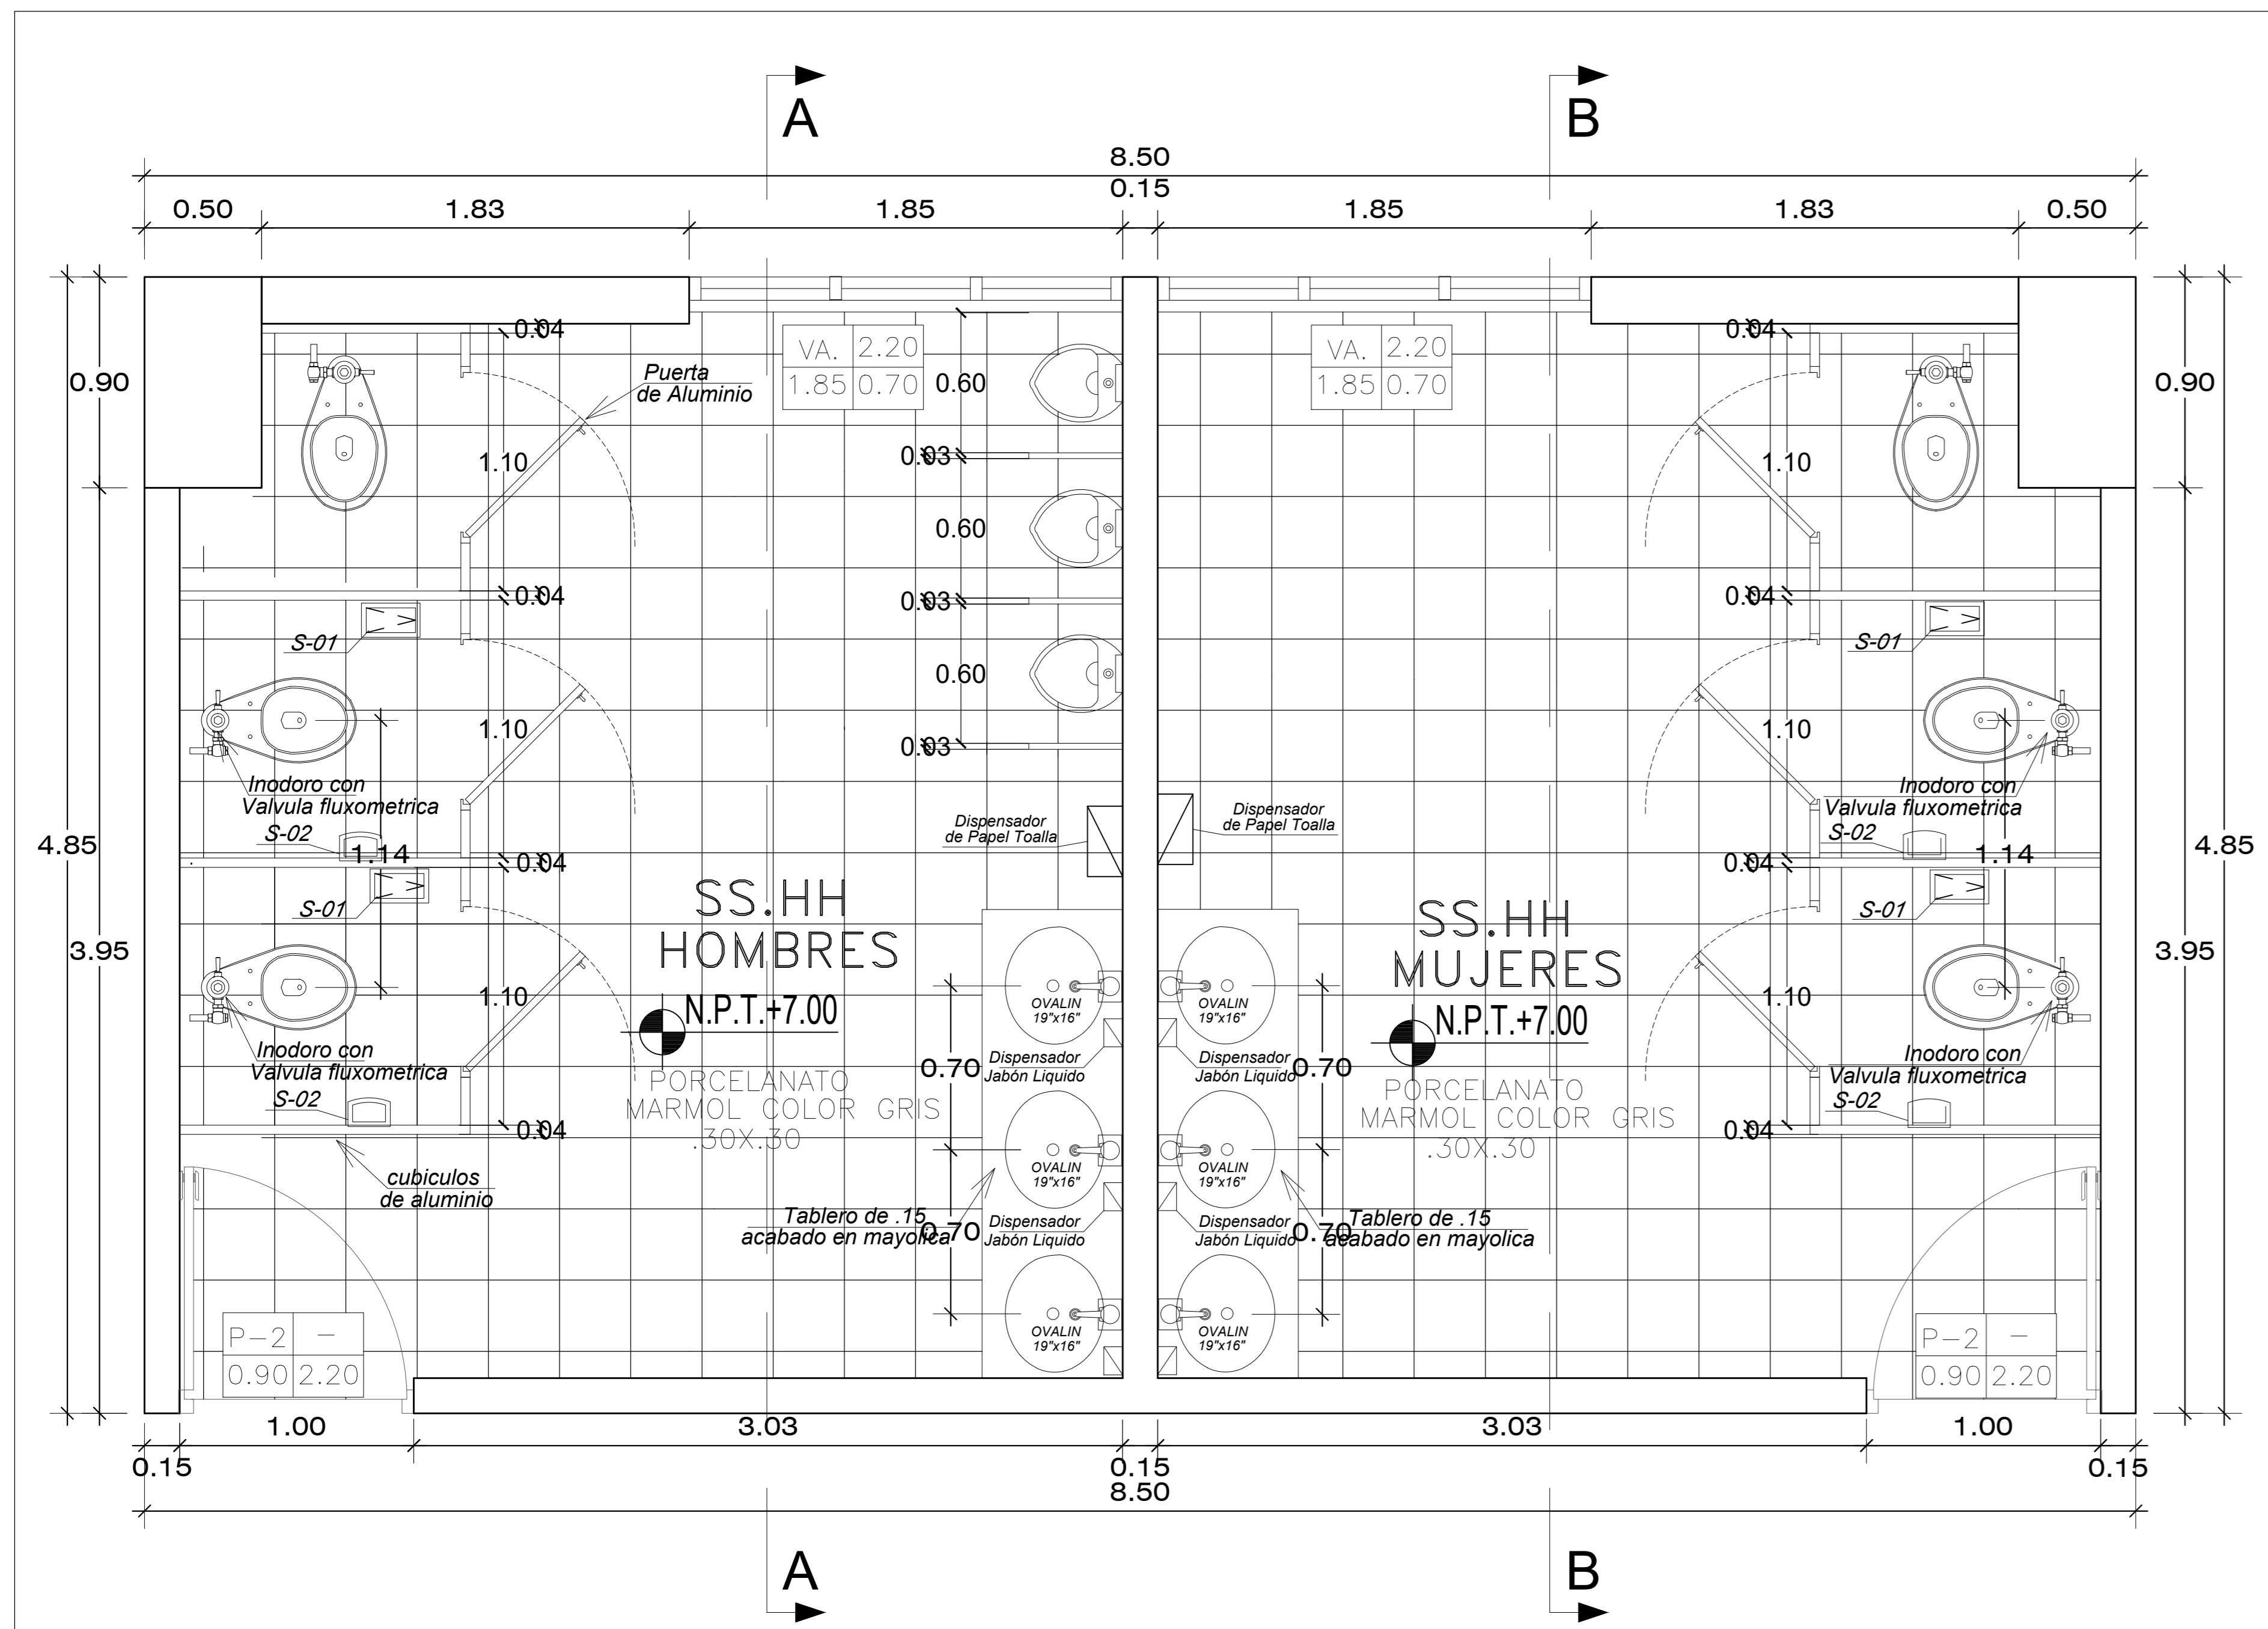 A
B
8.50
0.15
0.50
1.83
1.85
1.85
1.83
0.50
0.04
0.04
VA. 2.20
1.85 0.70
VA. 2.20
1.85 0.70
0.90
Puerta
de Aluminio
0.60
0.90
1.10
0.03
1.10
0.60
0.04
0.03
0.04
S-01
S-01
0.60
1.10
0.03
1.10
Inodoro con
Valvula fluxometrica
Inodoro con
Valvula fluxometrica
S-02
S-02
Dispensador
de Papel Toalla
Dispensador
de Papel Toalla
4.85
1.14
0.04
0.04
1.14
4.85
S-01
S-01
SS.HH
HOMBRES
N.P.T.+7.00
SS.HH
MUJERES
N.P.T.+7.00
3.95
3.95
1.10
1.10
OVALIN
19"x16"
OVALIN
19"x16"
Inodoro con
Valvula fluxometrica
Inodoro con
Valvula fluxometrica
S-02
S-02
0.70
Dispensador
Jabón Liquido
Dispensador
Jabón Liquido
0.70
PORCELANATO
MARMOL COLOR GRIS
.30X.30
PORCELANATO
MARMOL COLOR GRIS
.30X.30
0.04
0.04
cubiculos
de aluminio
OVALIN
19"x16"
OVALIN
19"x16"
Tablero de .15
acabado en mayolica
0.70
Dispensador
Jabón Liquido
Dispensador
Jabón Liquido
0.70
Tablero de .15
acabado en mayolica
OVALIN
19"x16"
OVALIN
19"x16"
P-2 -
0.90 2.20
P-2 -
0.90 2.20
1.00
3.03
3.03
1.00
0.15
0.15
0.15
8.50
A
B